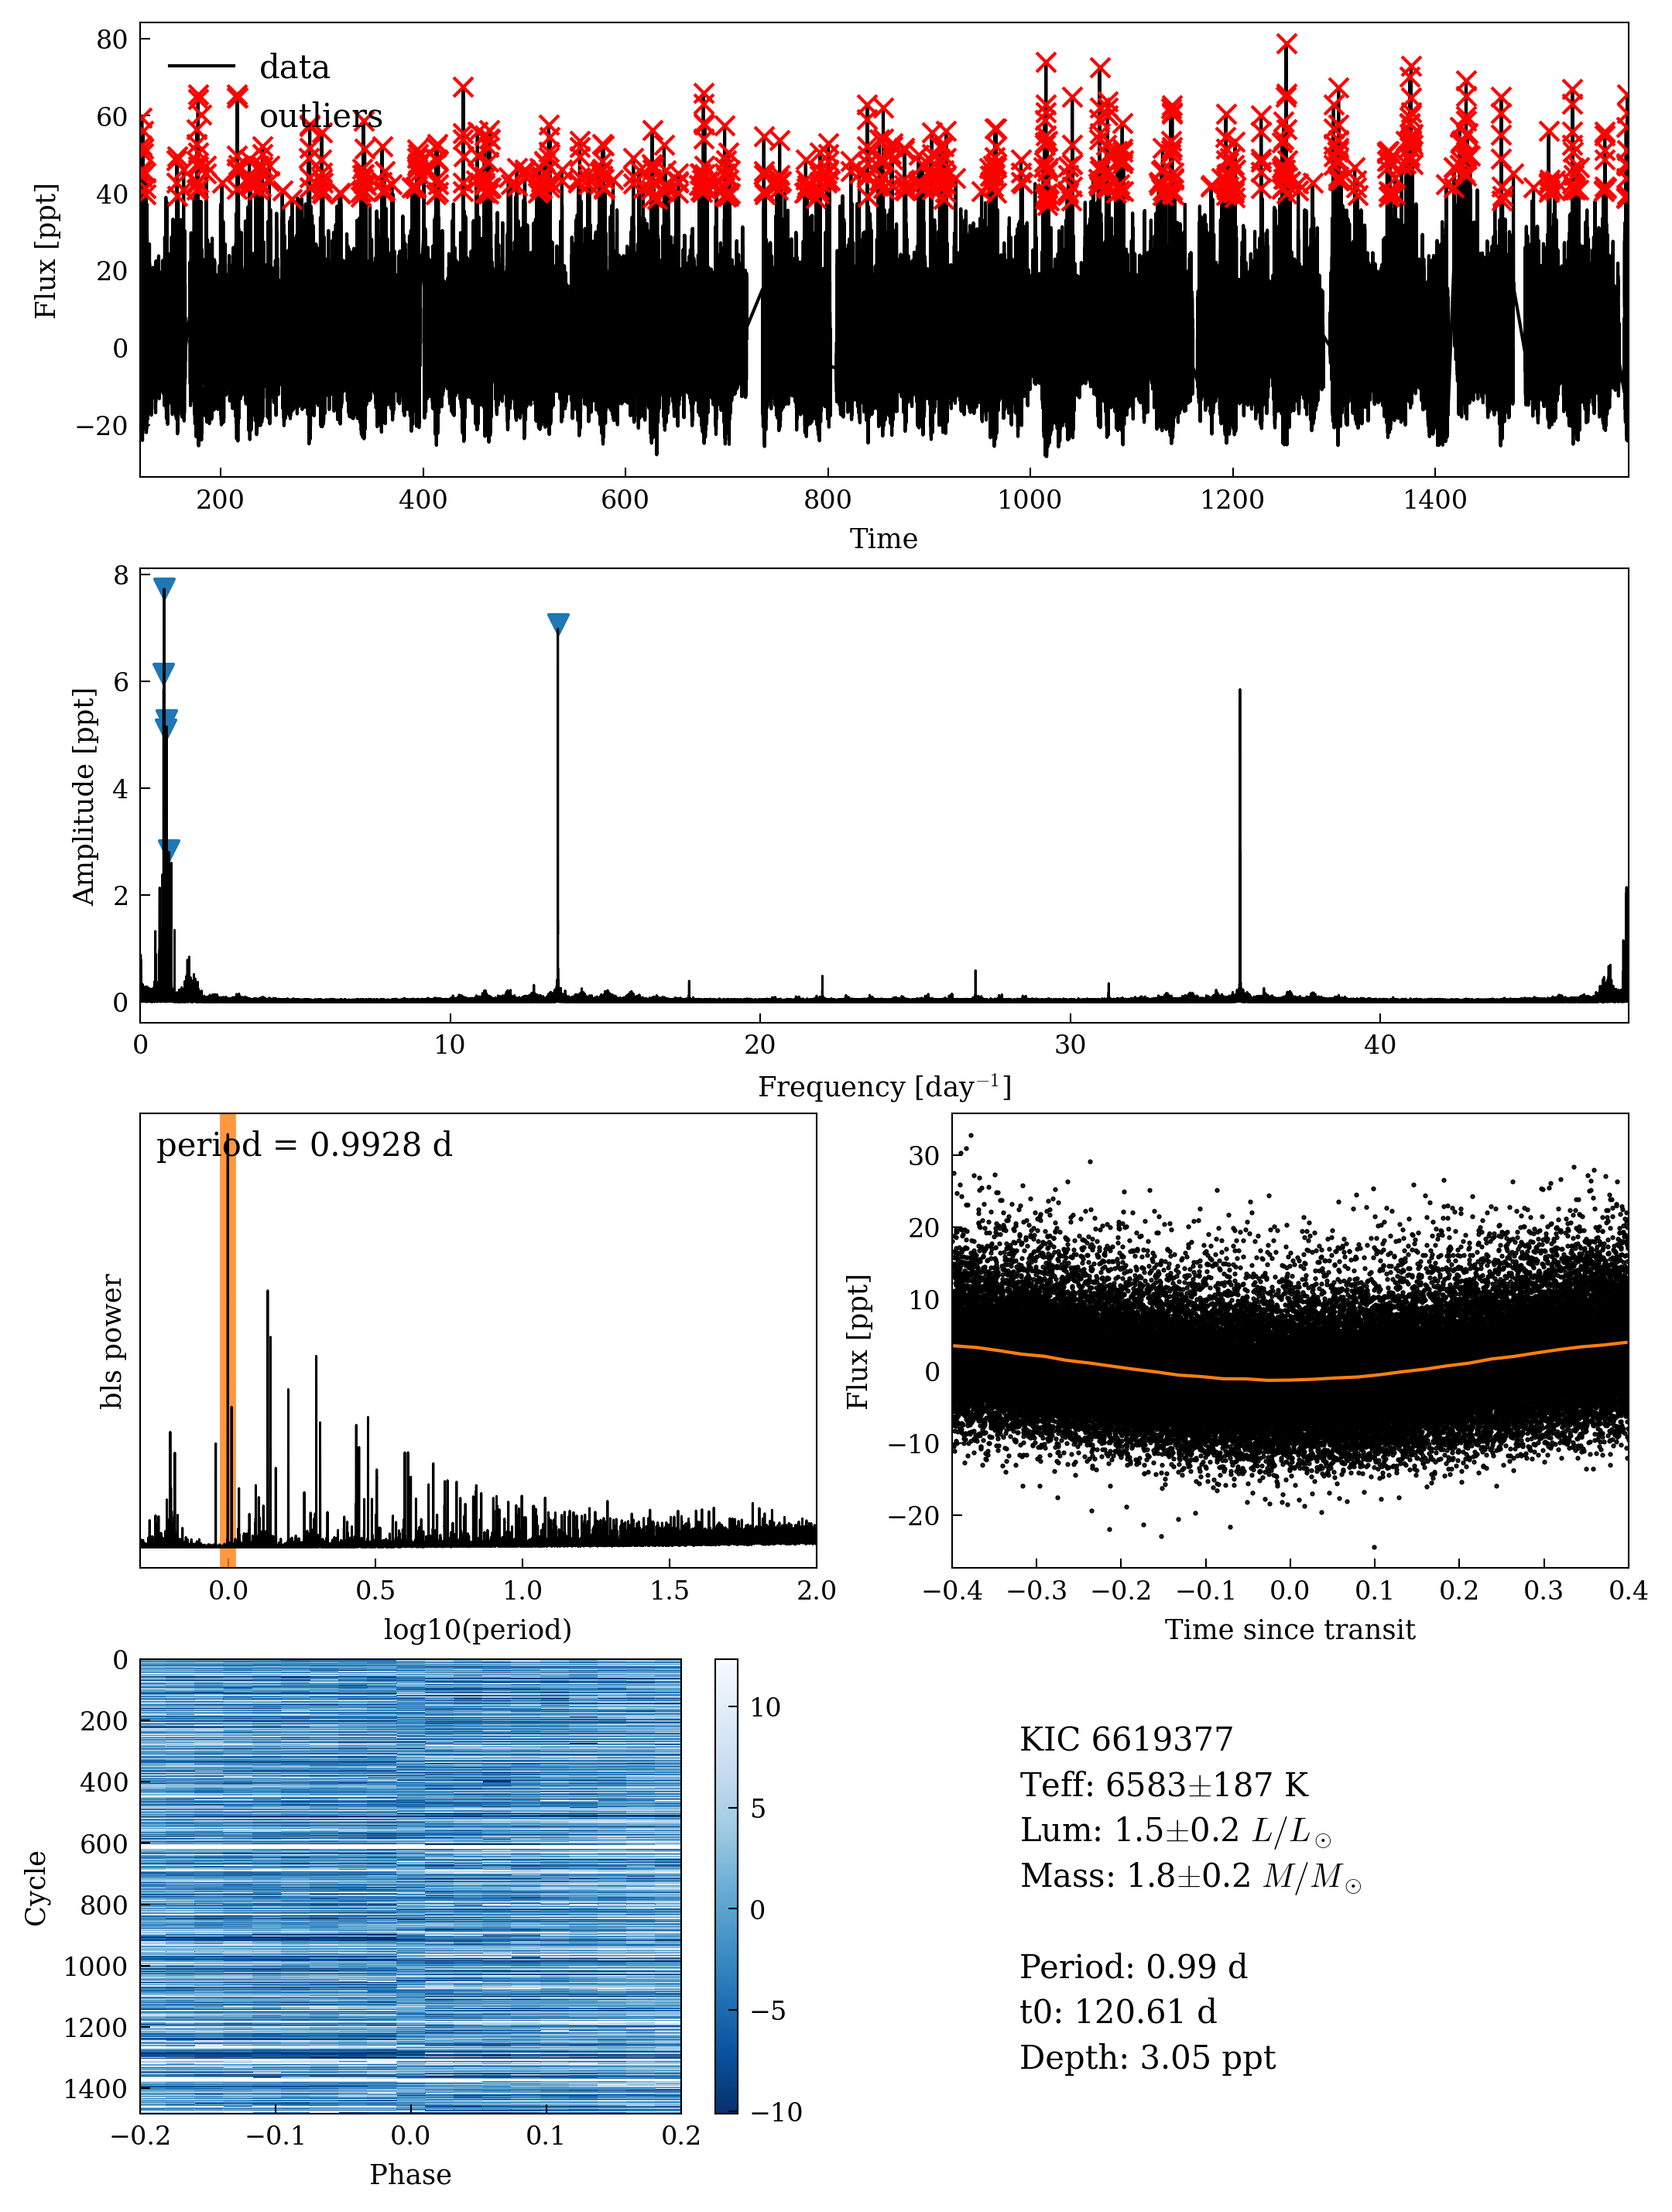 80
60
40
20
0
−20
Flux [ppt]
data
outliers
200 400 600 800 1000 1200 1400
Time
8
6
4
2
0
Amplitude [ppt]
0 10 20 30 40
Frequency [day⁻¹]
period = 0.9928 d
bls power
0.0 0.5 1.0 1.5 2.0
log10(period)
30
20
10
0
−10
−20
Flux [ppt]
−0.4 −0.3 −0.2 −0.1 0.0 0.1 0.2 0.3 0.4
Time since transit
0
200
400
600
800
1000
1200
1400
Cycle
−0.2 −0.1 0.0 0.1 0.2
Phase
10
5
0
−5
−10
KIC 6619377
Teff: 6583±187 K
Lum: 1.5±0.2 L/L⊙
Mass: 1.8±0.2 M/M⊙
Period: 0.99 d
t0: 120.61 d
Depth: 3.05 ppt